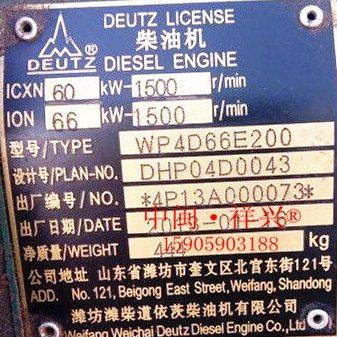 DEUTZ LICENSE
柴油机
DEUTZ® DIESEL ENGINE
ICXN 60 kW-1500 r/min
ION 66 kW-1500 r/min
型号/TYPE WP4D66E200
设计号/PLAN-NO. DHP04D0043
出厂编号/NO. *4P13A000073*
出厂日期/DATE
中闽·祥兴®
净质量/WEIGHT 444 kg
15905903188
公司地址: 山东省潍坊市奎文区北宫东街121号
ADD. No.121, Beigong East Street, Weifang, Shandong
潍坊潍柴道依茨柴油机有限公司
Weifang Weichai Deutz Diesel Engine Co., Ltd